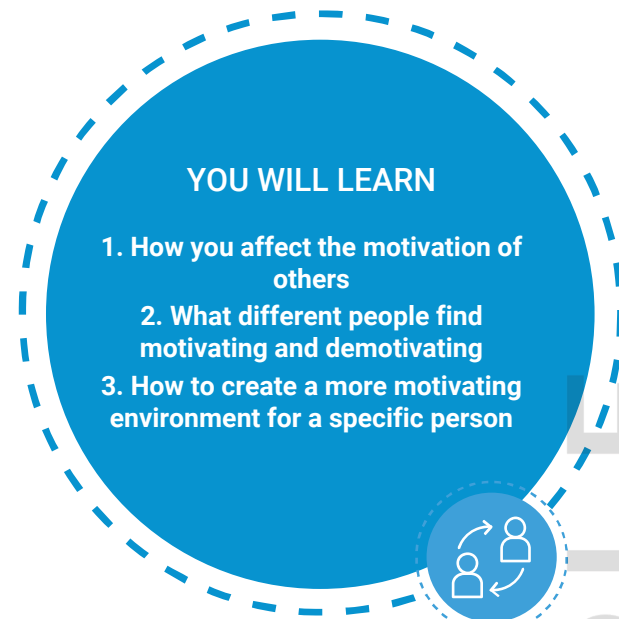 YOU WILL LEARN
1. How you affect the motivation of
others
2. What different people find
motivating and demotivating
3. How to create a more motivating
environment for a specific person